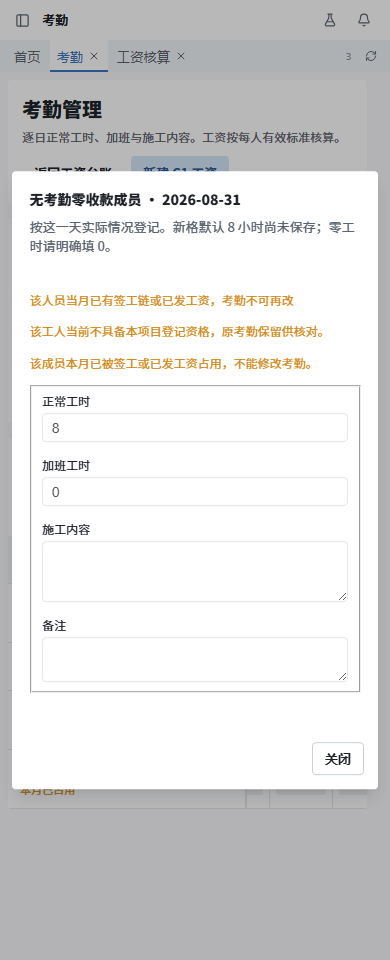 考勤
首页
考勤
工资核算
3
考勤管理
逐日正常工时、加班与施工内容。工资按每人有效标准核算。
无考勤零收款成员 • 2026-08-31
按这一天实际情况登记。新格默认 8 小时尚未保存；零工
时请明确填 0。
该人员当月已有签工链或已发工资，考勤不可再改
该工人当前不具备本项目登记资格，原考勤保留供核对。
该成员本月已被签工或已发工资占用，不能修改考勤。
正常工时
8
加班工时
0
施工内容
备注
关闭
本月已占用